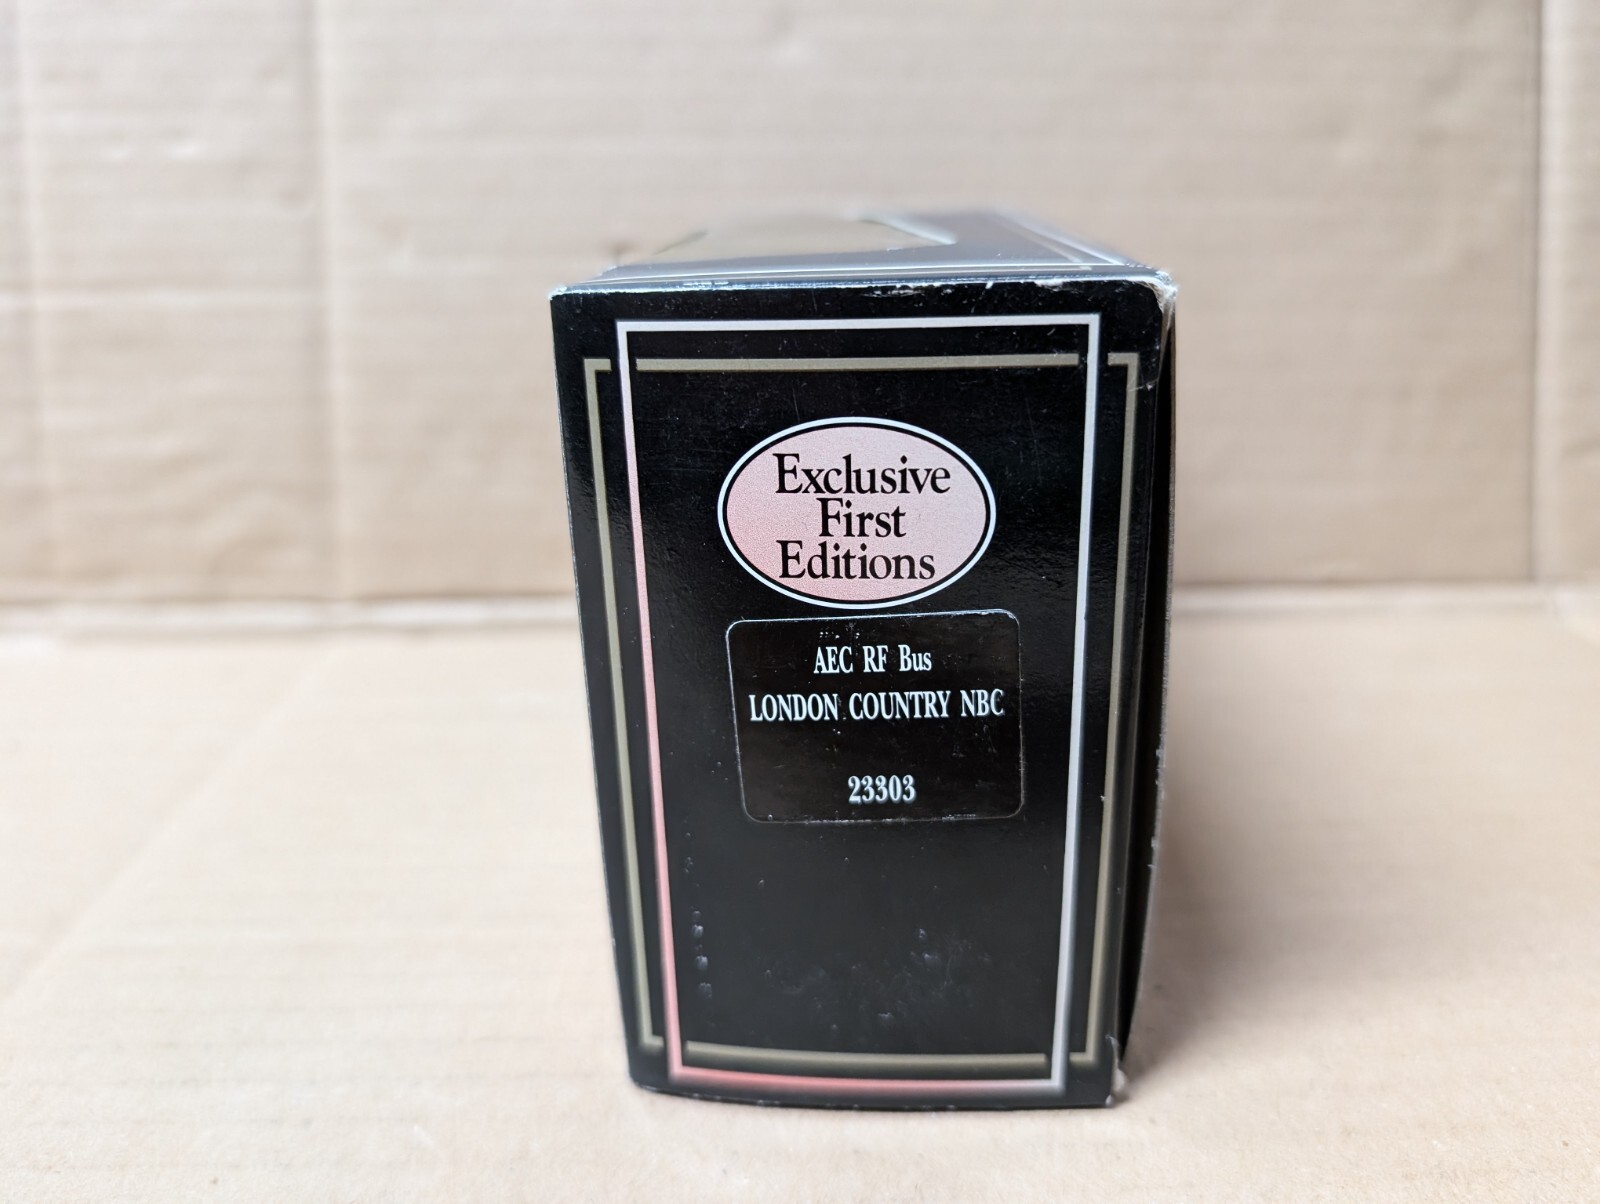 Exclusive
First
Editions
AEC RF Bus
LONDON COUNTRY NBC
23303